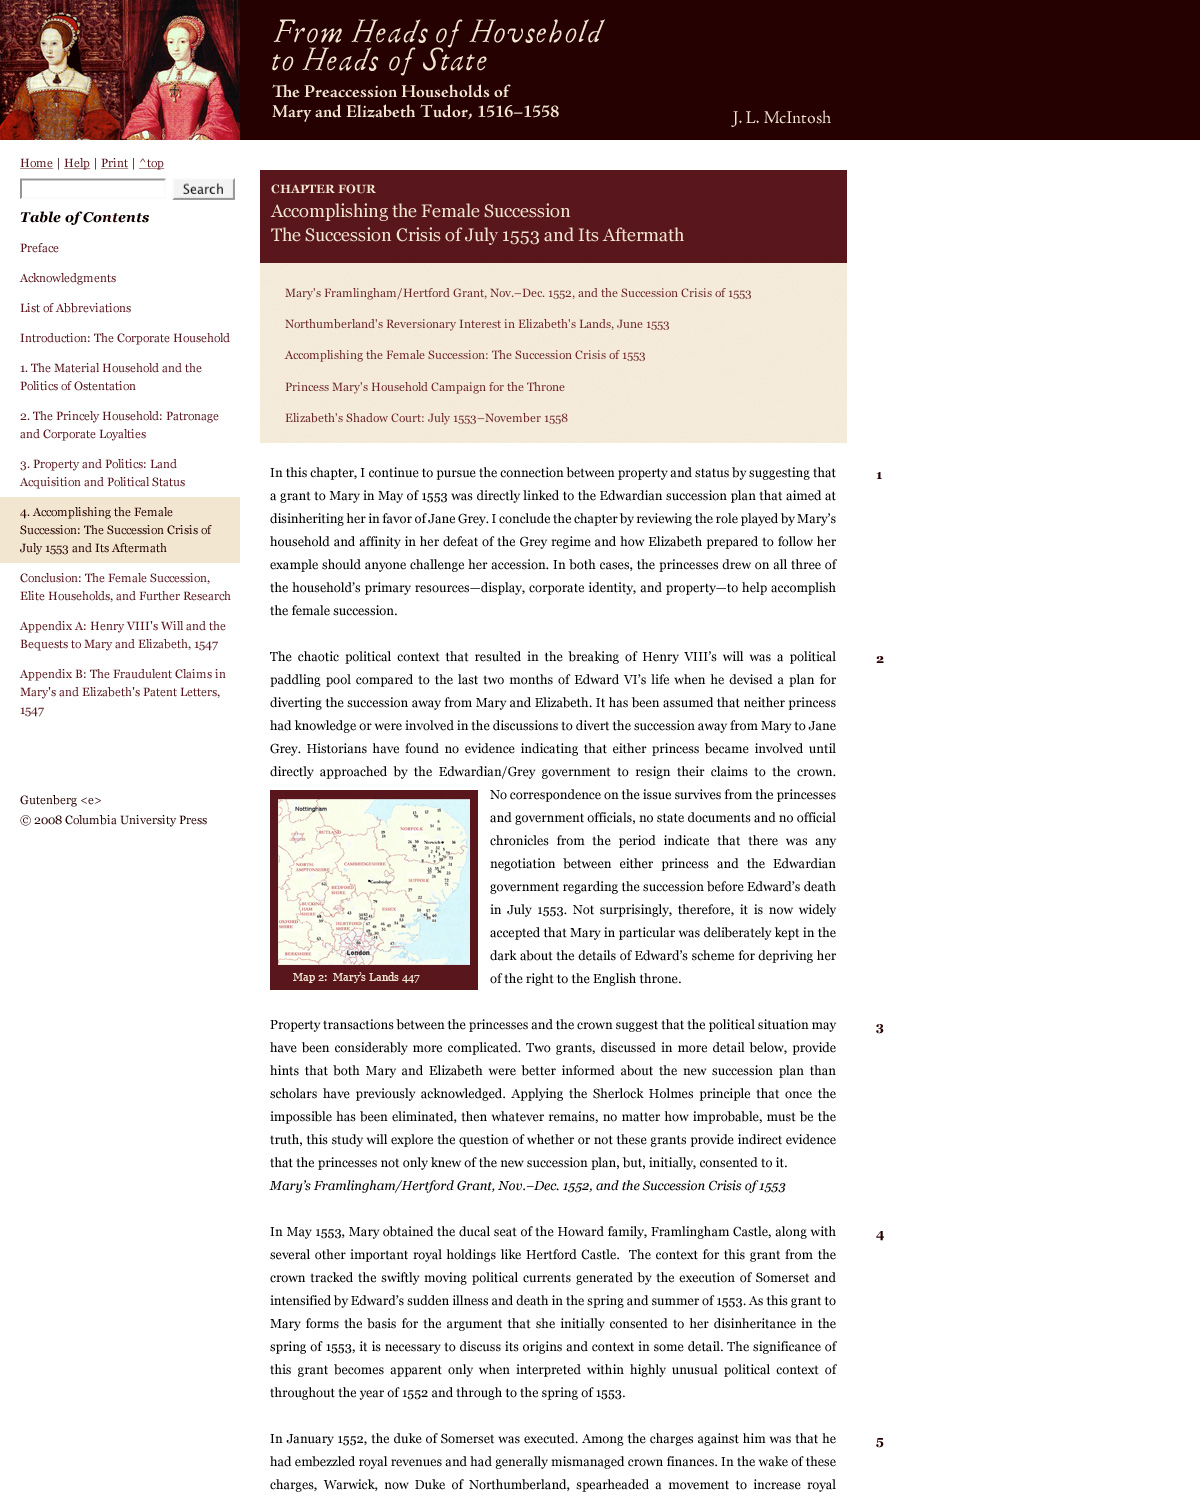 From Heads of Hovsehold
to Heads of State
The Preaccession Households of
Mary and Elizabeth Tudor, 1516–1558
J. L. McIntosh
Home | Help | Print | ^top
Search
Table of Contents
Preface
Acknowledgments
List of Abbreviations
Introduction: The Corporate Household
1. The Material Household and the
Politics of Ostentation
2. The Princely Household: Patronage
and Corporate Loyalties
3. Property and Politics: Land
Acquisition and Political Status
4. Accomplishing the Female
Succession: The Succession Crisis of
July 1553 and Its Aftermath
Conclusion: The Female Succession,
Elite Households, and Further Research
Appendix A: Henry VIII's Will and the
Bequests to Mary and Elizabeth, 1547
Appendix B: The Fraudulent Claims in
Mary's and Elizabeth's Patent Letters,
1547
Gutenberg <e>
© 2008 Columbia University Press
CHAPTER FOUR
Accomplishing the Female Succession
The Succession Crisis of July 1553 and Its Aftermath
Mary's Framlingham/Hertford Grant, Nov.–Dec. 1552, and the Succession Crisis of 1553
Northumberland's Reversionary Interest in Elizabeth's Lands, June 1553
Accomplishing the Female Succession: The Succession Crisis of 1553
Princess Mary's Household Campaign for the Throne
Elizabeth's Shadow Court: July 1553–November 1558
In this chapter, I continue to pursue the connection between property and status by suggesting that
1
a grant to Mary in May of 1553 was directly linked to the Edwardian succession plan that aimed at
disinheriting her in favor of Jane Grey. I conclude the chapter by reviewing the role played by Mary’s
household and affinity in her defeat of the Grey regime and how Elizabeth prepared to follow her
example should anyone challenge her accession. In both cases, the princesses drew on all three of
the household’s primary resources—display, corporate identity, and property—to help accomplish
the female succession.
The chaotic political context that resulted in the breaking of Henry VIII’s will was a political
2
paddling pool compared to the last two months of Edward VI’s life when he devised a plan for
diverting the succession away from Mary and Elizabeth. It has been assumed that neither princess
had knowledge or were involved in the discussions to divert the succession away from Mary to Jane
Grey. Historians have found no evidence indicating that either princess became involved until
directly approached by the Edwardian/Grey government to resign their claims to the crown.
No correspondence on the issue survives from the princesses
and government officials, no state documents and no official
chronicles from the period indicate that there was any
negotiation between either princess and the Edwardian
government regarding the succession before Edward’s death
in July 1553. Not surprisingly, therefore, it is now widely
accepted that Mary in particular was deliberately kept in the
dark about the details of Edward’s scheme for depriving her
of the right to the English throne.
Nottingham
RUTLAND
NORFOLK
Norwich
NORTH-
AMPTONSHIRE
CAMBRIDGESHIRE
Cambridge
SUFFOLK
BEDFORD
SHIRE
BUCKING
HAM
SHIRE
ESSEX
OXFORD
SHIRE
HERTFORD
SHIRE
BERKSHIRE
London
Map 2: Mary’s Lands 447
Property transactions between the princesses and the crown suggest that the political situation may
3
have been considerably more complicated. Two grants, discussed in more detail below, provide
hints that both Mary and Elizabeth were better informed about the new succession plan than
scholars have previously acknowledged. Applying the Sherlock Holmes principle that once the
impossible has been eliminated, then whatever remains, no matter how improbable, must be the
truth, this study will explore the question of whether or not these grants provide indirect evidence
that the princesses not only knew of the new succession plan, but, initially, consented to it.
Mary’s Framlingham/Hertford Grant, Nov.–Dec. 1552, and the Succession Crisis of 1553
In May 1553, Mary obtained the ducal seat of the Howard family, Framlingham Castle, along with
4
several other important royal holdings like Hertford Castle. The context for this grant from the
crown tracked the swiftly moving political currents generated by the execution of Somerset and
intensified by Edward’s sudden illness and death in the spring and summer of 1553. As this grant to
Mary forms the basis for the argument that she initially consented to her disinheritance in the
spring of 1553, it is necessary to discuss its origins and context in some detail. The significance of
this grant becomes apparent only when interpreted within highly unusual political context of
throughout the year of 1552 and through to the spring of 1553.
In January 1552, the duke of Somerset was executed. Among the charges against him was that he
5
had embezzled royal revenues and had generally mismanaged crown finances. In the wake of these
charges, Warwick, now Duke of Northumberland, spearheaded a movement to increase royal